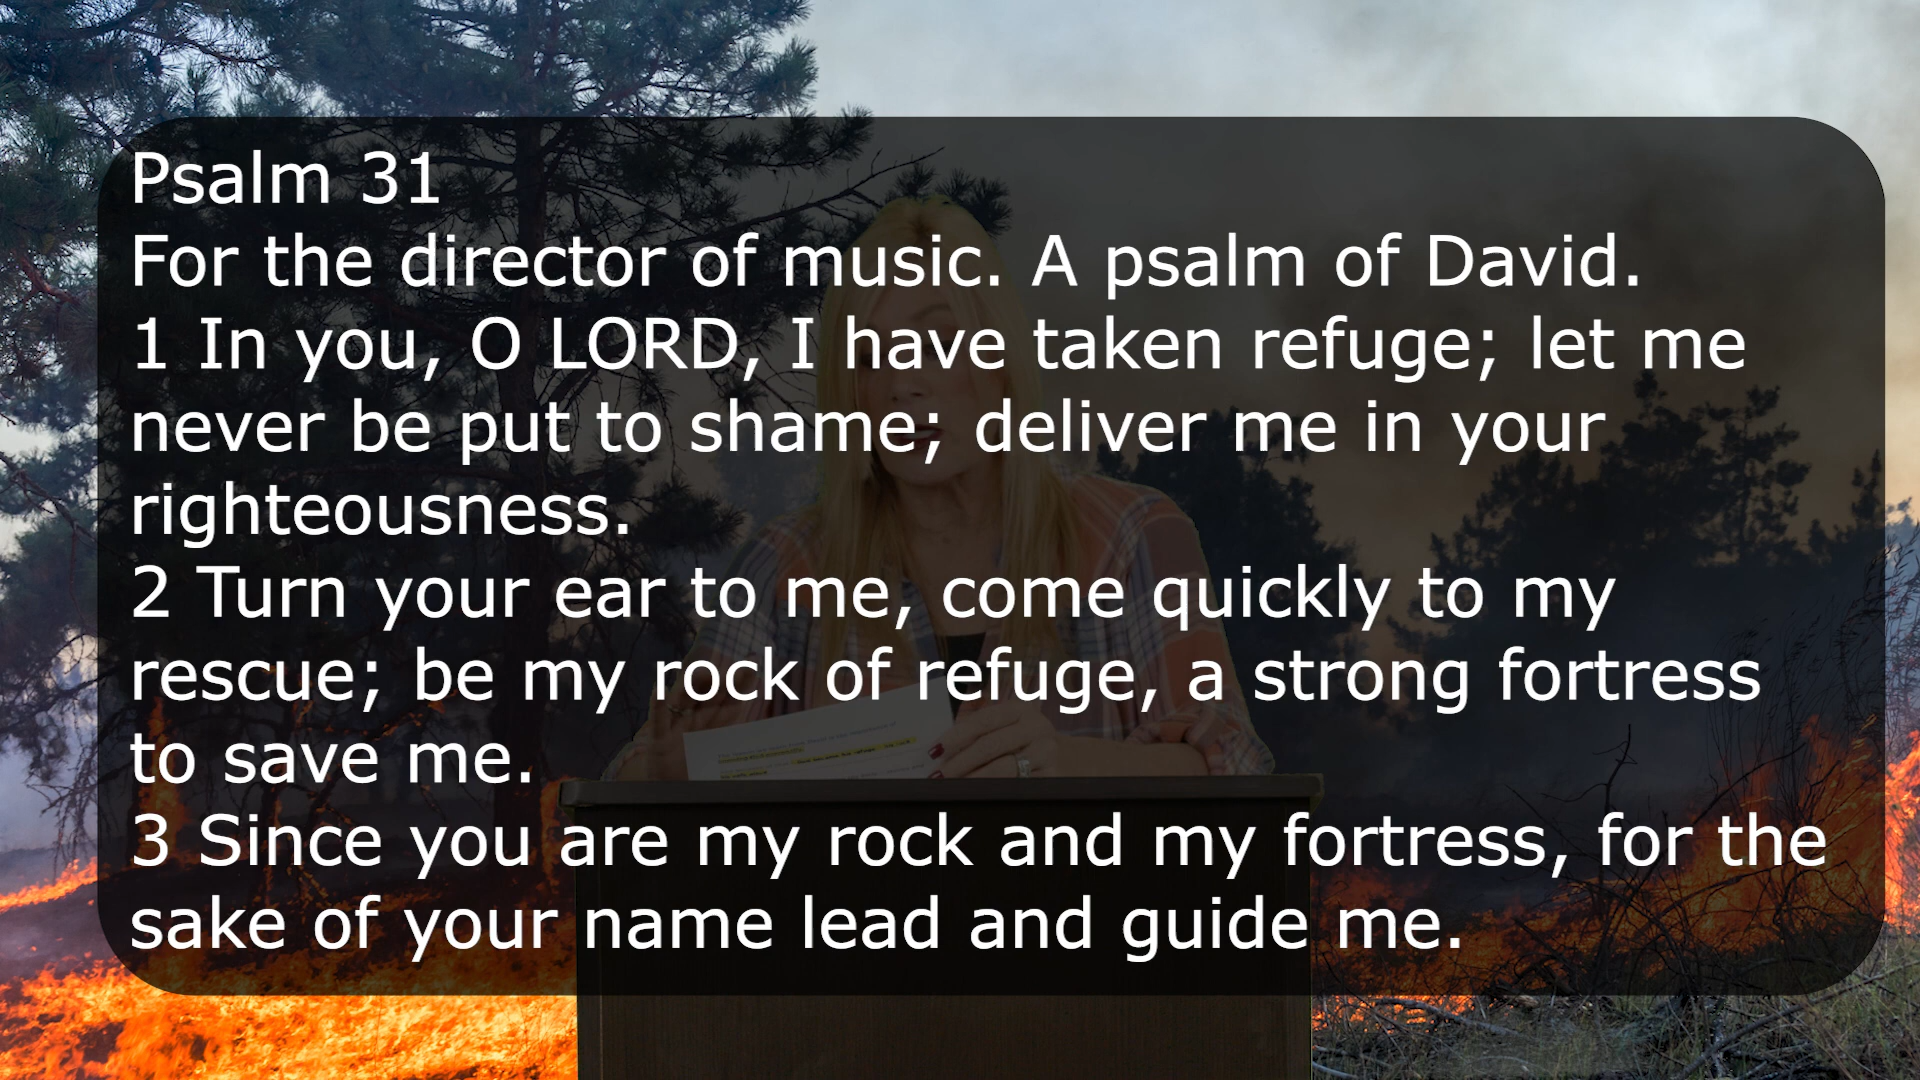 Psalm 31
For the director of music. A psalm of David.
1 In you, O LORD, I have taken refuge; let me
never be put to shame; deliver me in your
righteousness.
2 Turn your ear to me, come quickly to my
rescue; be my rock of refuge, a strong fortress
to save me.
3 Since you are my rock and my fortress, for the
sake of your name lead and guide me.